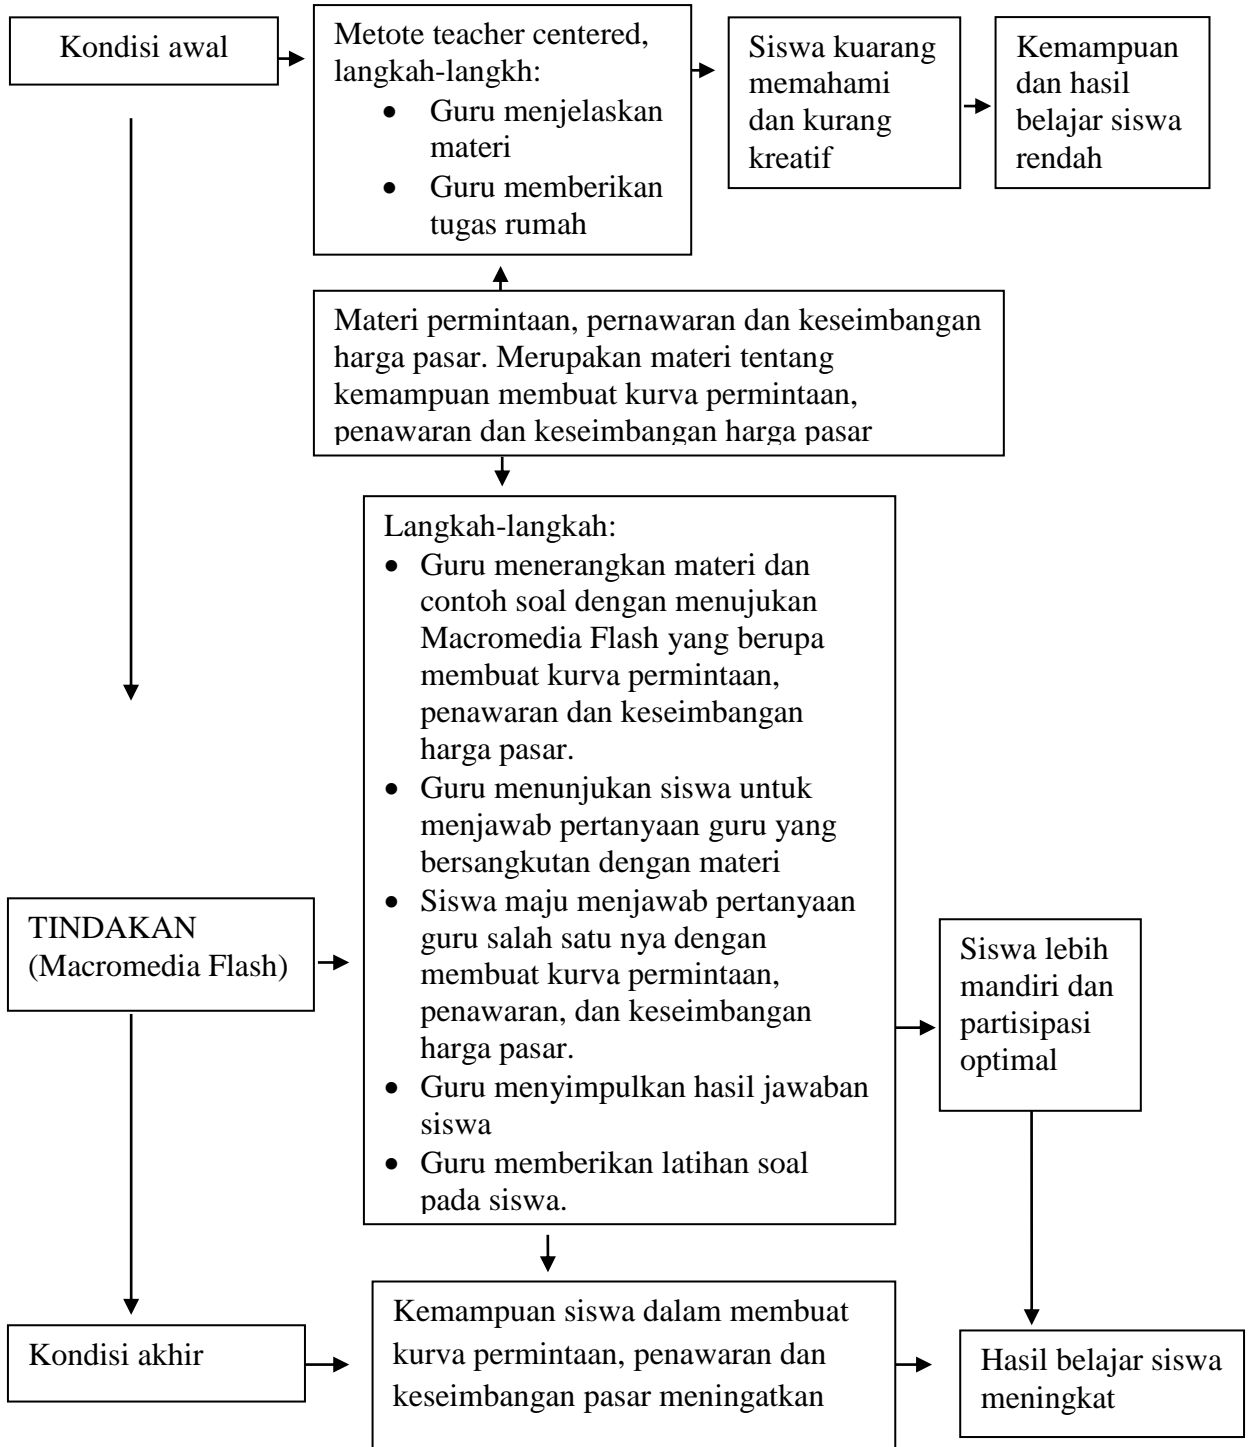 Kondisi awal
Metote teacher centered,
langkah-langkh:
• Guru menjelaskan
materi
• Guru memberikan
tugas rumah
Siswa kuarang
memahami
dan kurang
kreatif
Kemampuan
dan hasil
belajar siswa
rendah
Materi permintaan, pernawaran dan keseimbangan
harga pasar. Merupakan materi tentang
kemampuan membuat kurva permintaan,
penawaran dan keseimbangan harga pasar
Langkah-langkah:
• Guru menerangkan materi dan
contoh soal dengan menujukan
Macromedia Flash yang berupa
membuat kurva permintaan,
penawaran dan keseimbangan
harga pasar.
• Guru menunjukan siswa untuk
menjawab pertanyaan guru yang
bersangkutan dengan materi
• Siswa maju menjawab pertanyaan
guru salah satu nya dengan
membuat kurva permintaan,
penawaran, dan keseimbangan
harga pasar.
• Guru menyimpulkan hasil jawaban
siswa
• Guru memberikan latihan soal
pada siswa.
TINDAKAN
(Macromedia Flash)
Siswa lebih
mandiri dan
partisipasi
optimal
Kondisi akhir
Kemampuan siswa dalam membuat
kurva permintaan, penawaran dan
keseimbangan pasar meningatkan
Hasil belajar siswa
meningkat